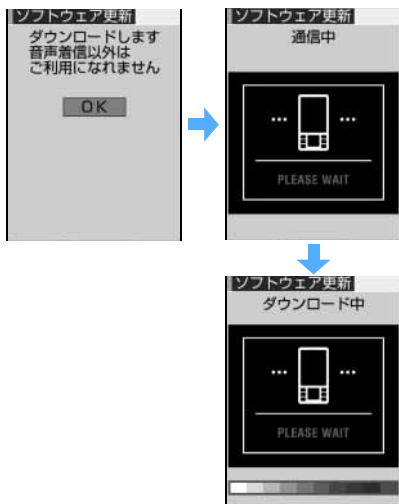 ソフトウェア更新
ダウンロードします
音声着信以外は
ご利用になれません
OK
ソフトウェア更新
通信中
PLEASE WAIT
ソフトウェア更新
ダウンロード中
PLEASE WAIT